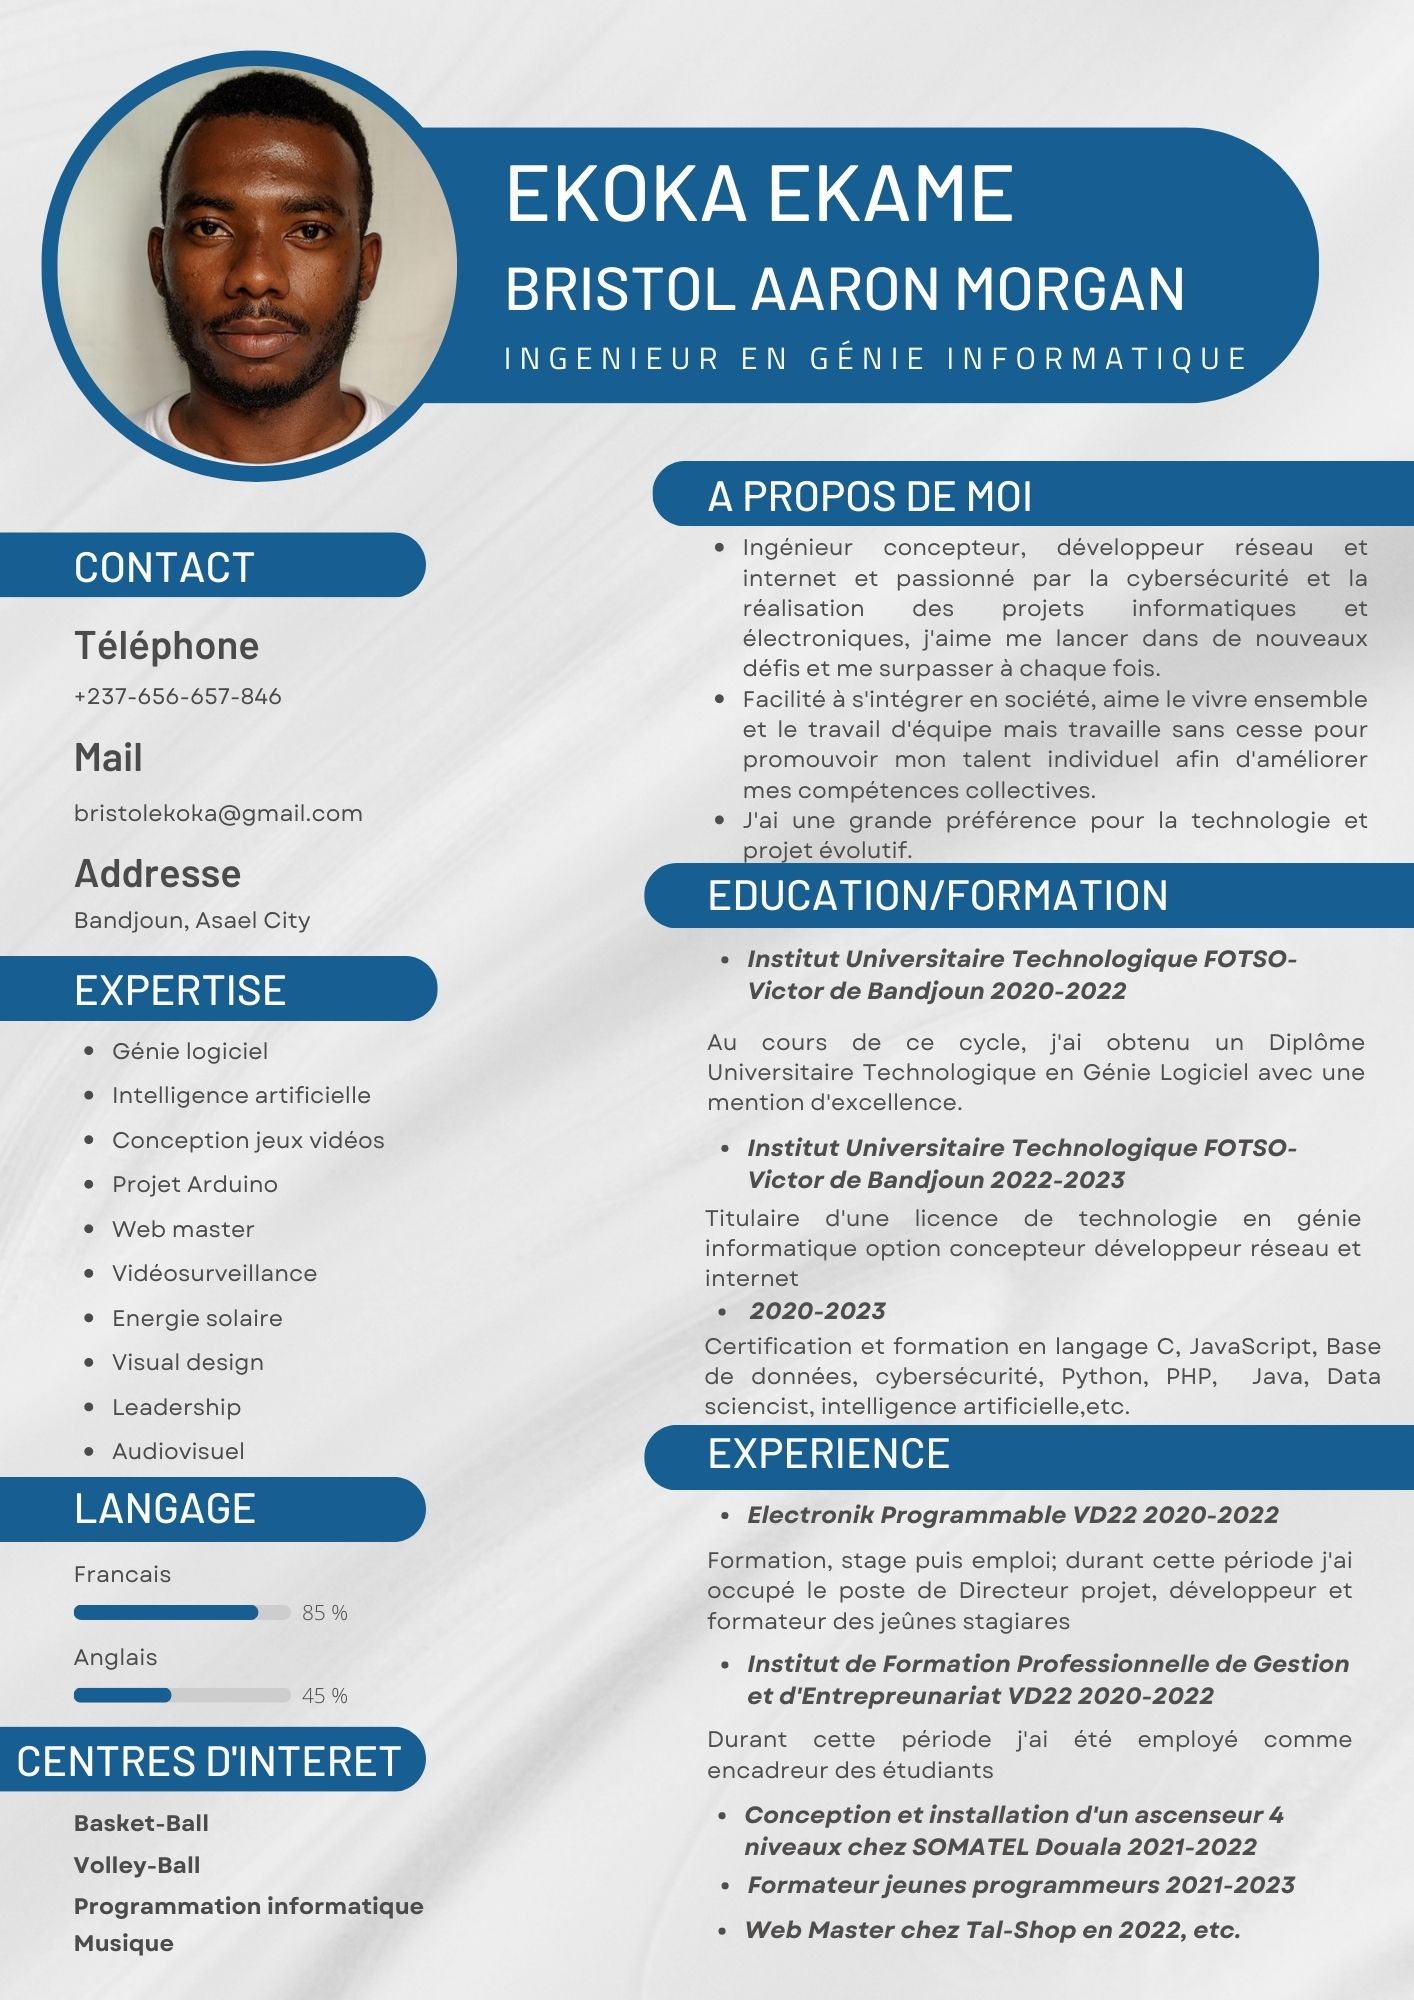 EKOKA EKAME
BRISTOL AARON MORGAN
INGENIEUR EN GÉNIE INFORMATIQUE
CONTACT
Téléphone
+237-656-657-846
Mail
bristolekoka@gmail.com
Addresse
Bandjoun, Asael City
EXPERTISE
• Génie logiciel
• Intelligence artificielle
• Conception jeux vidéos
• Projet Arduino
• Web master
• Vidéosurveillance
• Energie solaire
• Visual design
• Leadership
• Audiovisuel
LANGAGE
Francais
85 %
Anglais
45 %
CENTRES D'INTERET
Basket-Ball
Volley-Ball
Programmation informatique
Musique
A PROPOS DE MOI
• Ingénieur concepteur, développeur réseau et
internet et passionné par la cybersécurité et la
réalisation des projets informatiques et
électroniques, j'aime me lancer dans de nouveaux
défis et me surpasser à chaque fois.
• Facilité à s'intégrer en société, aime le vivre ensemble
et le travail d'équipe mais travaille sans cesse pour
promouvoir mon talent individuel afin d'améliorer
mes compétences collectives.
• J'ai une grande préférence pour la technologie et
projet évolutif.
EDUCATION/FORMATION
• Institut Universitaire Technologique FOTSO-
Victor de Bandjoun 2020-2022
Au cours de ce cycle, j'ai obtenu un Diplôme
Universitaire Technologique en Génie Logiciel avec une
mention d'excellence.
• Institut Universitaire Technologique FOTSO-
Victor de Bandjoun 2022-2023
Titulaire d'une licence de technologie en génie
informatique option concepteur développeur réseau et
internet
• 2020-2023
Certification et formation en langage C, JavaScript, Base
de données, cybersécurité, Python, PHP, Java, Data
sciencist, intelligence artificielle,etc.
EXPERIENCE
• Electronik Programmable VD22 2020-2022
Formation, stage puis emploi; durant cette période j'ai
occupé le poste de Directeur projet, développeur et
formateur des jeûnes stagiares
• Institut de Formation Professionnelle de Gestion
et d'Entrepreunariat VD22 2020-2022
Durant cette période j'ai été employé comme
encadreur des étudiants
• Conception et installation d'un ascenseur 4
niveaux chez SOMATEL Douala 2021-2022
• Formateur jeunes programmeurs 2021-2023
• Web Master chez Tal-Shop en 2022, etc.